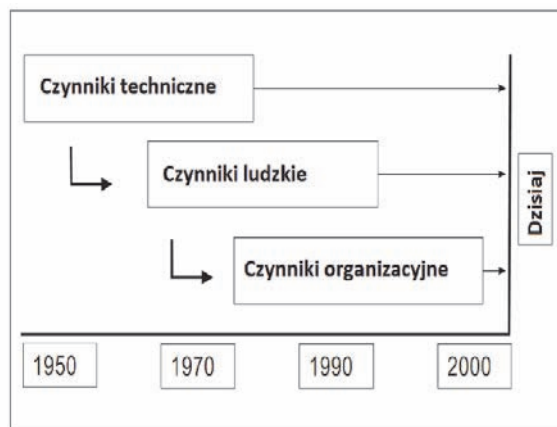 Czynniki techniczne
Czynniki ludzkie
Czynniki organizacyjne
Dzisiaj
1950
1970
1990
2000